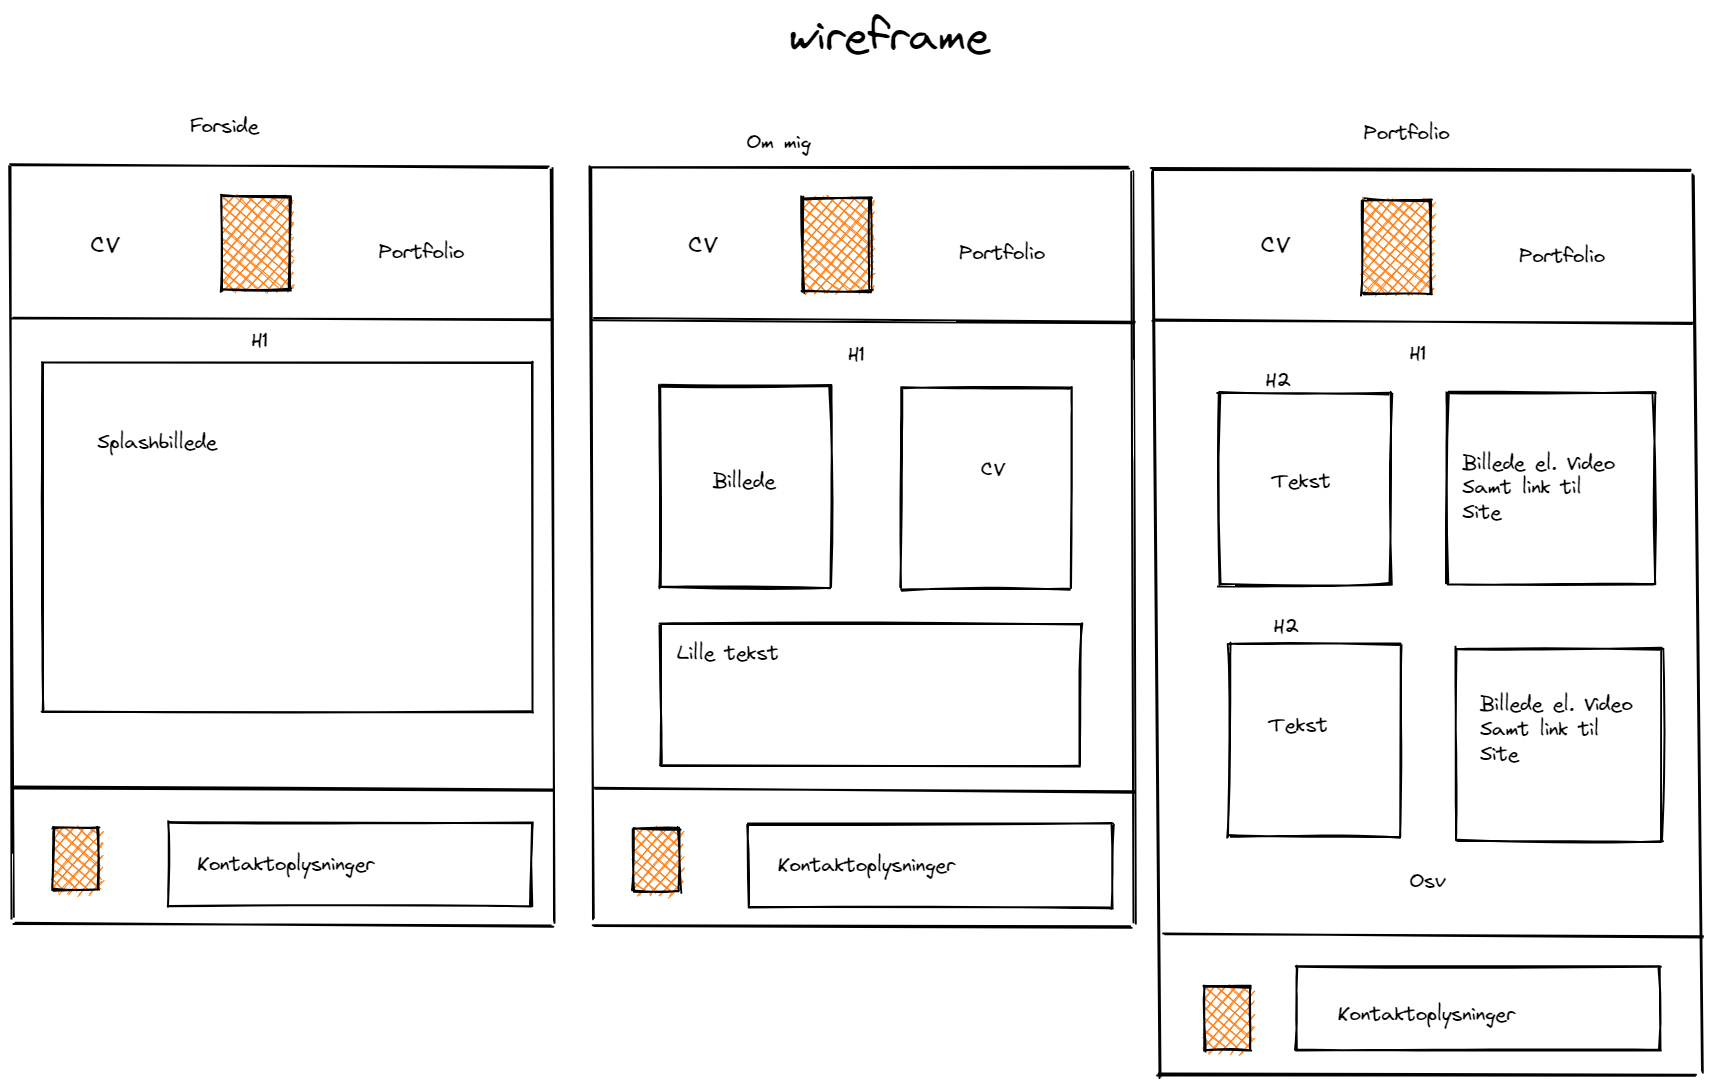 wireframe
Forside
CV
Portfolio
H1
Splashbillede
Kontaktoplysninger
Om mig
CV
Portfolio
H1
Billede
CV
Lille tekst
Kontaktoplysninger
Portfolio
CV
Portfolio
H1
H2
Tekst
Billede el. Video
Samt link til
Site
H2
Tekst
Billede el. Video
Samt link til
Site
Osv
Kontaktoplysninger